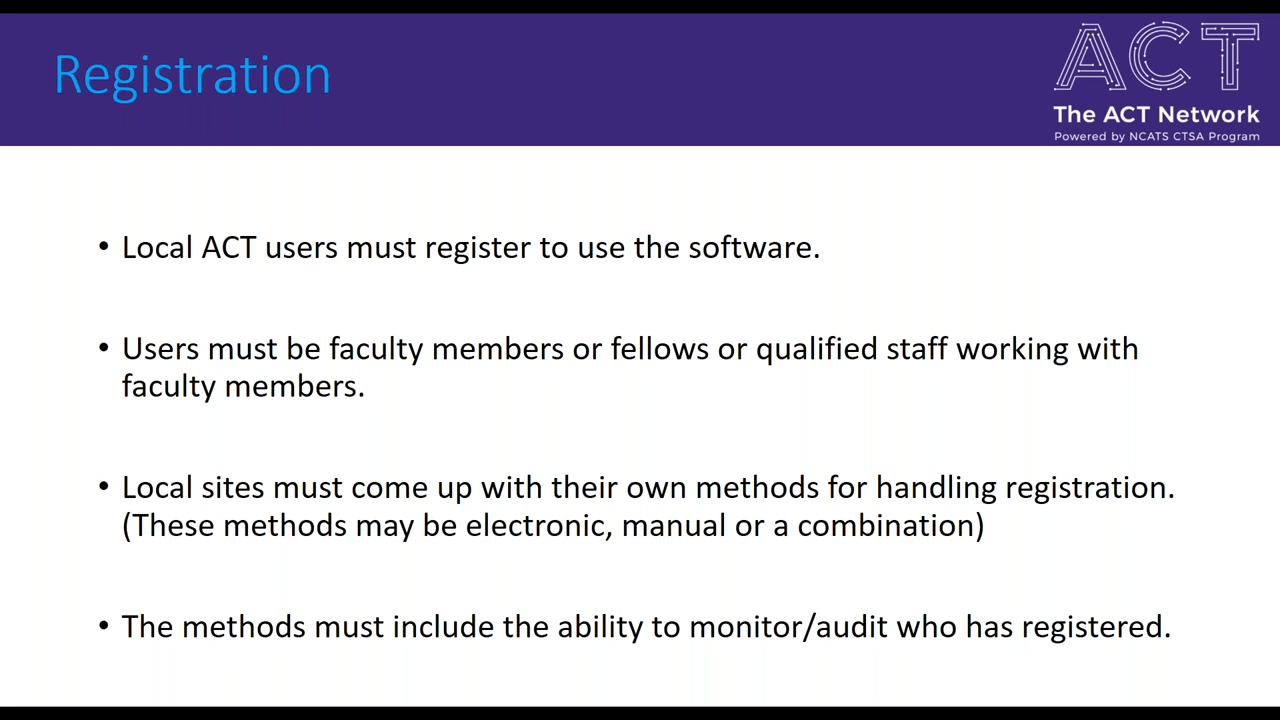 Registration
ACT
The ACT Network
Powered by NCATS CTSA Program
• Local ACT users must register to use the software.
• Users must be faculty members or fellows or qualified staff working with
faculty members.
• Local sites must come up with their own methods for handling registration.
(These methods may be electronic, manual or a combination)
• The methods must include the ability to monitor/audit who has registered.